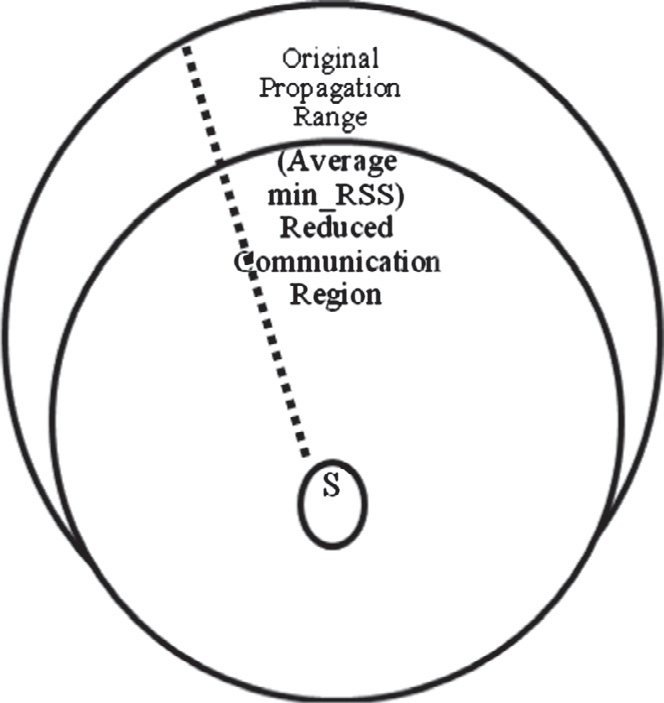 Original
Propagation
Range
(Average
min_RSS)
Reduced
Communication
Region
S